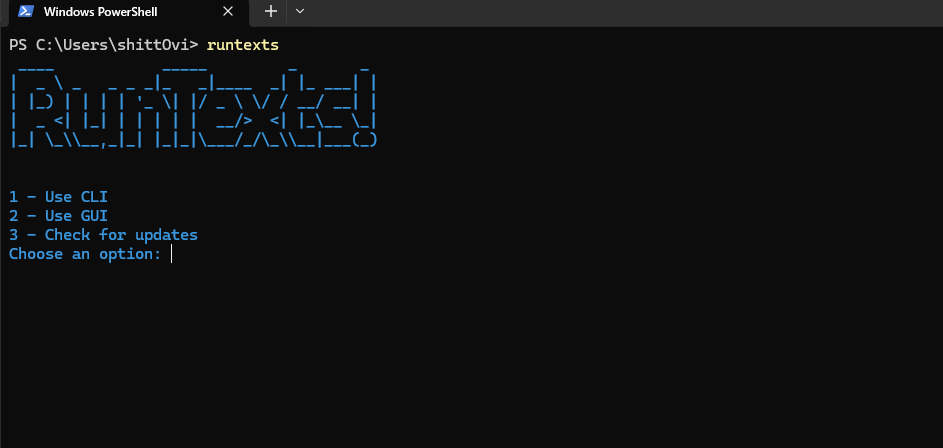 Windows PowerShell
PS C:\Users\shittOvi> runtexts
RunTexts!
1 - Use CLI
2 - Use GUI
3 - Check for updates
Choose an option: